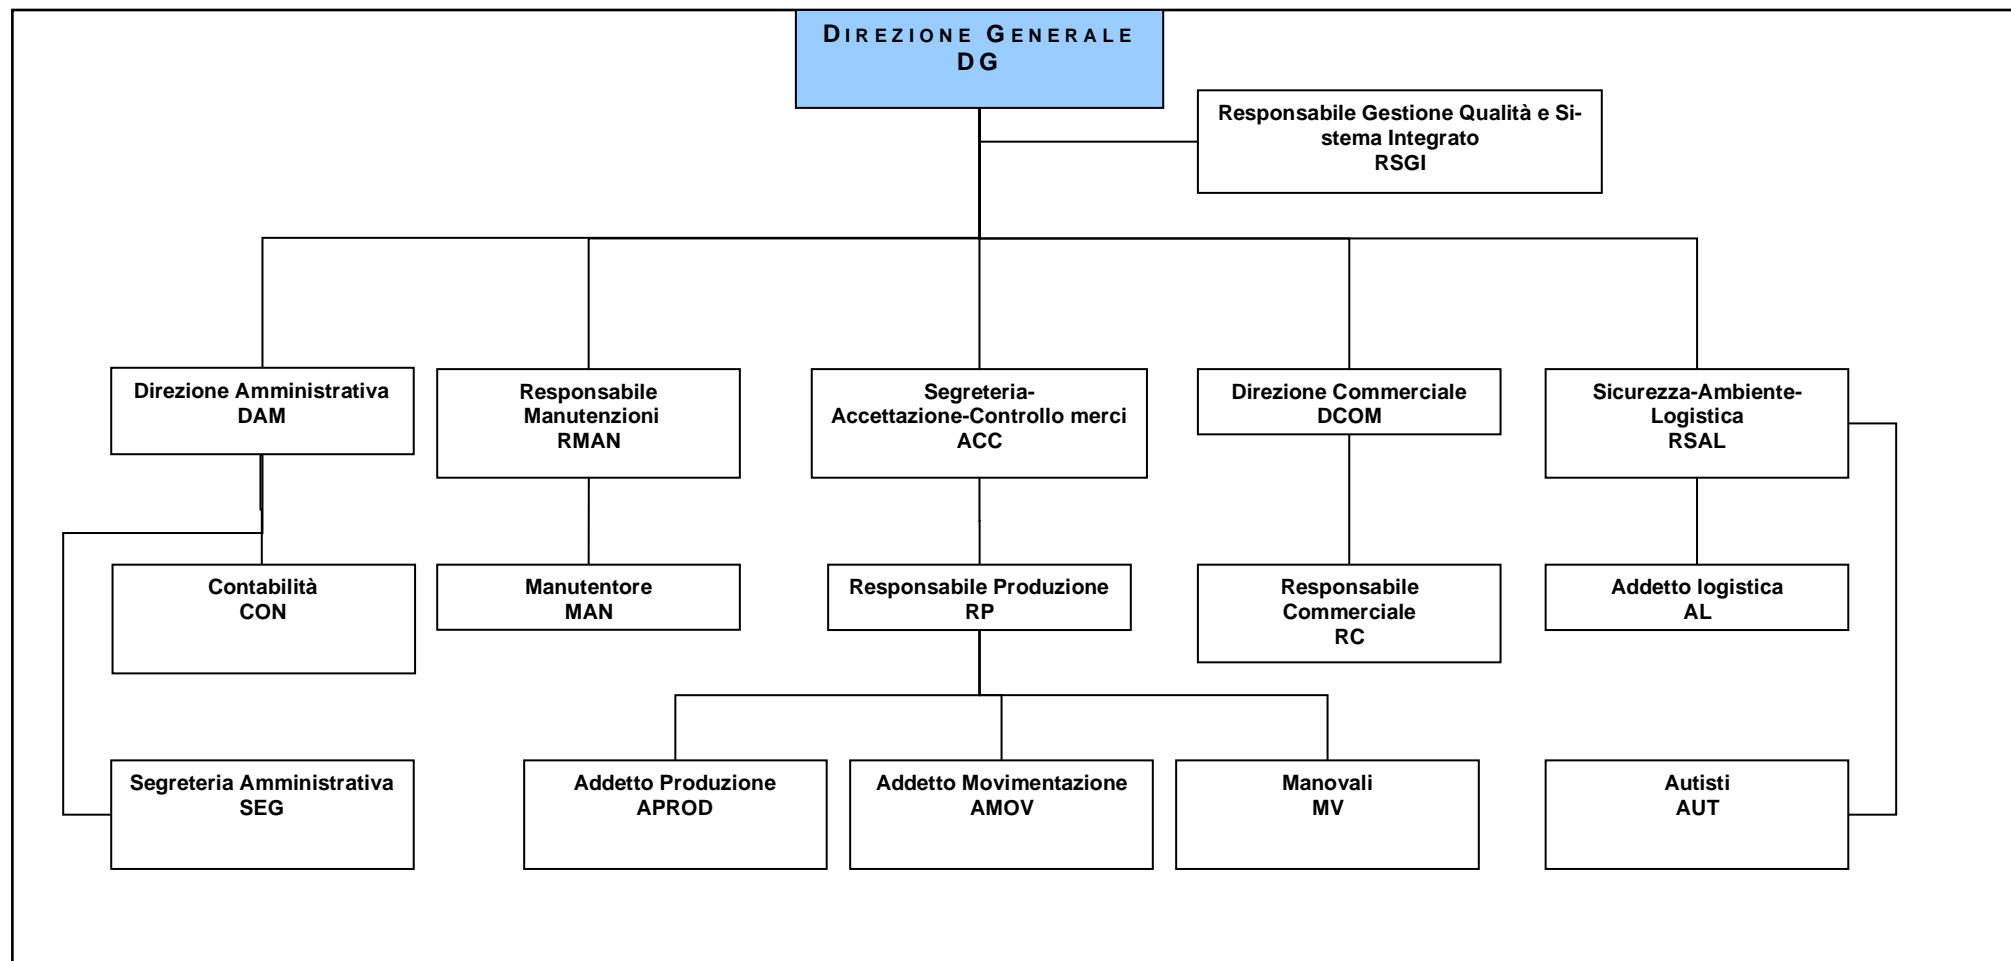 DIREZIONE GENERALE
DG
Responsabile Gestione Qualità e Si-
stema Integrato
RSGI
Direzione Amministrativa
DAM
Responsabile
Manutenzioni
RMAN
Segreteria-
Accettazione-Controllo merci
ACC
Direzione Commerciale
DCOM
Sicurezza-Ambiente-
Logistica
RSAL
Contabilità
CON
Manutentore
MAN
Responsabile Produzione
RP
Responsabile
Commerciale
RC
Addetto logistica
AL
Segreteria Amministrativa
SEG
Addetto Produzione
APROD
Addetto Movimentazione
AMOV
Manovali
MV
Autisti
AUT